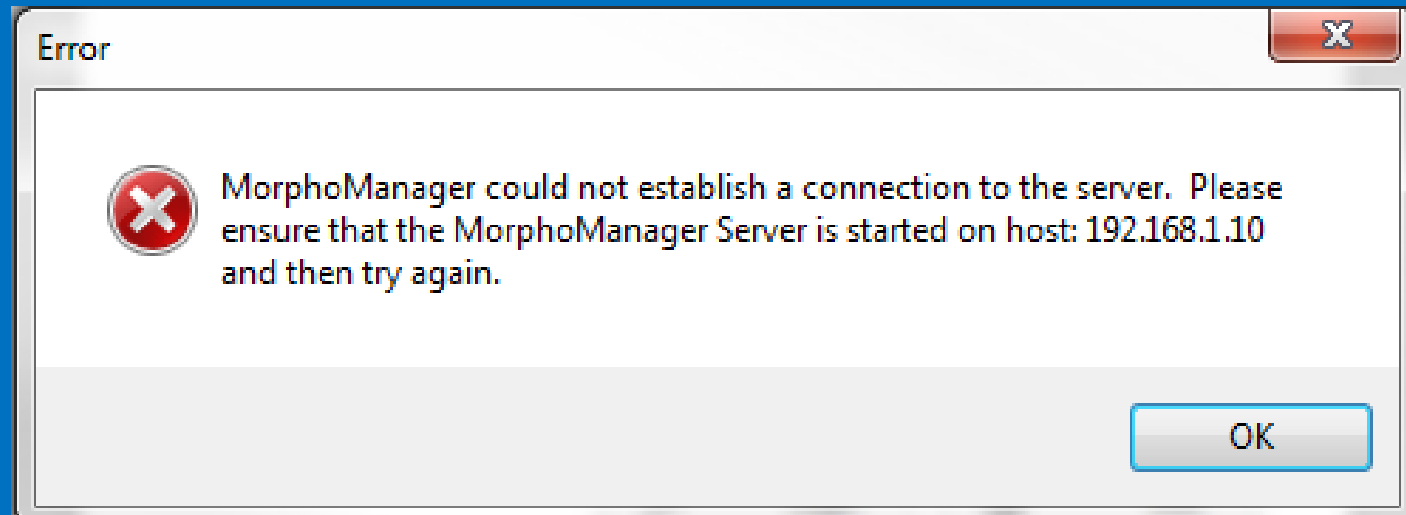 Error
MorphoManager could not establish a connection to the server.  Please
ensure that the MorphoManager Server is started on host: 192.168.1.10
and then try again.
OK